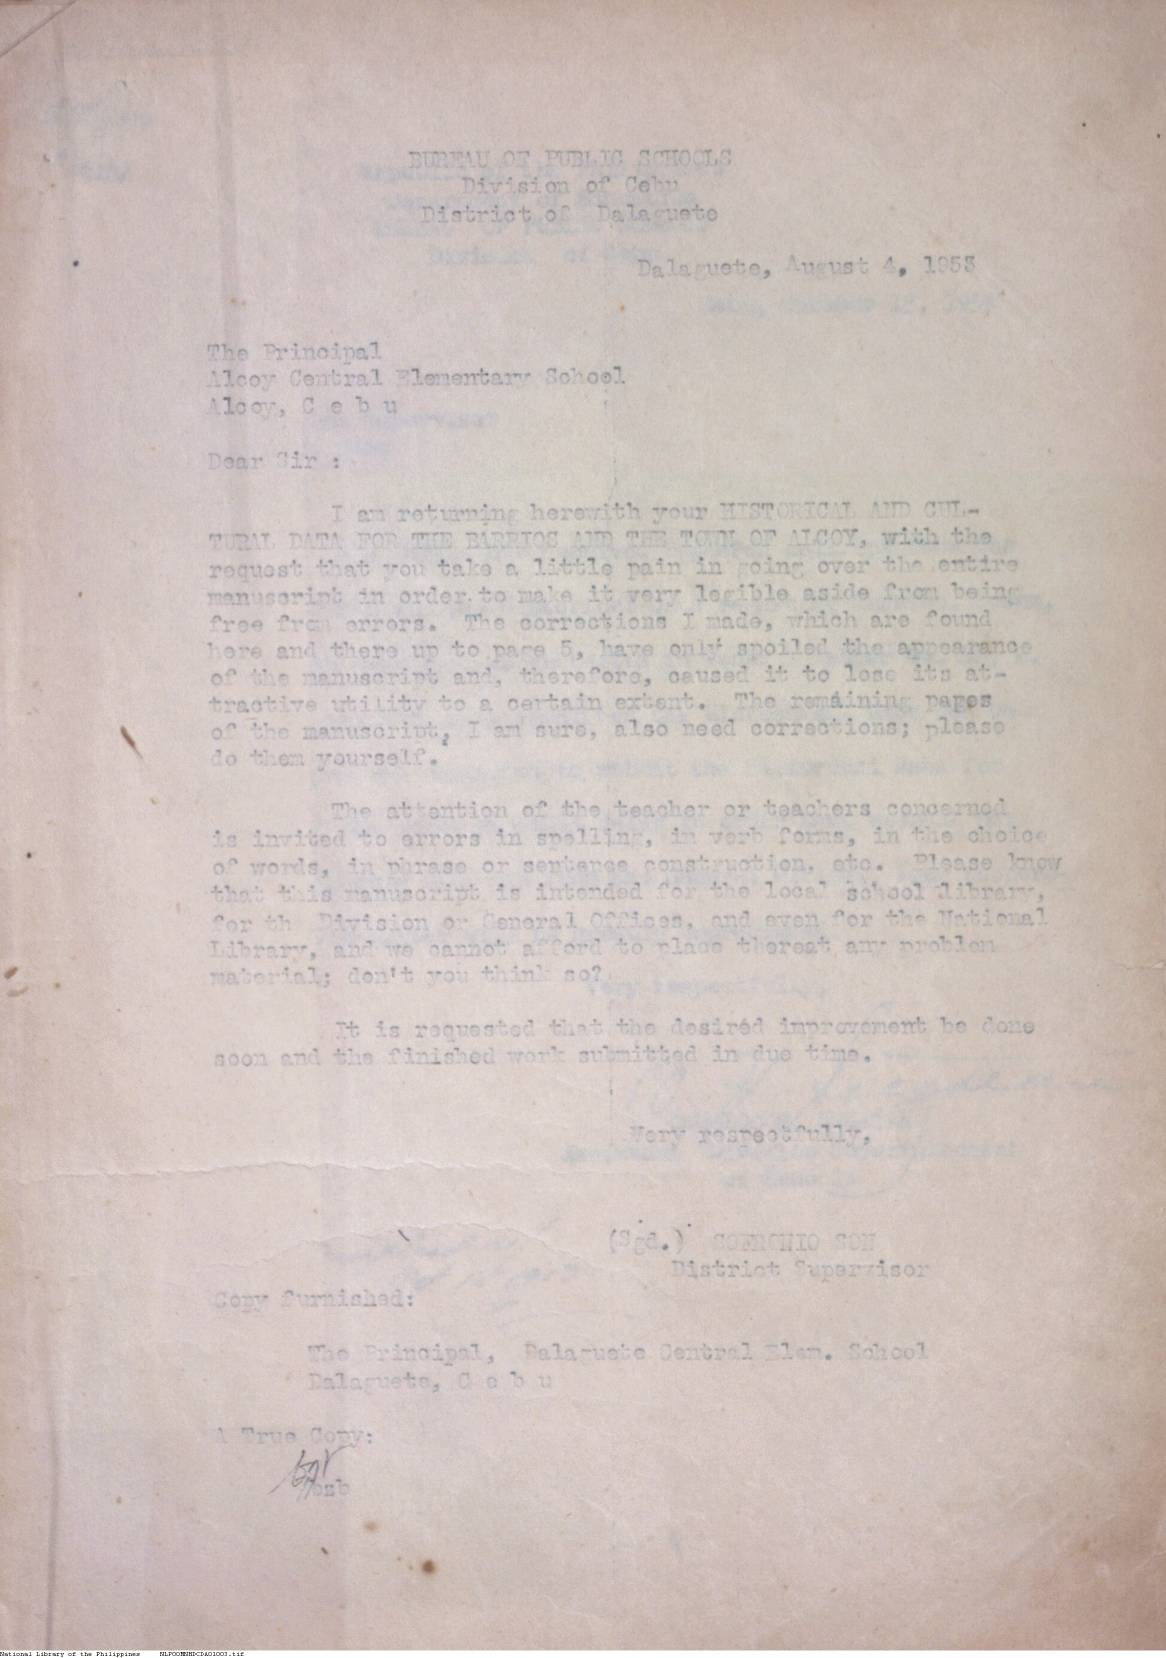 BUREAU OF PUBLIC SCHOOLS
Division of Cebu
District of Dalaguete
Dalaguete, August 4, 1953
The Principal
Alcoy Central Elementary School
Alcoy, C e b u
Dear Sir :
I am returning herewith your HISTORICAL AND CUL-
TURAL DATA FOR THE BARRIOS AND THE TOWN OF ALCOY, with the
request that you take a little pain in going over the entire
manuscript in order to make it very legible aside from being
free from errors. The corrections I made, which are found
here and there up to page 5, have only spoiled the appearance
of the manuscript and, therefore, caused it to lose its at-
tractive utility to a certain extent. The remaining pages
of the manuscript, I am sure, also need corrections; please
do them yourself.
The attention of the teacher or teachers concerned
is invited to errors in spelling, in verb forms, in the choice
of words, in phrase or sentence construction, etc. Please know
that this manuscript is intended for the local school library,
for th Division or General Offices, and even for the National
Library, and we cannot afford to place thereat any problem
material; don't you think so?
It is requested that the desired improvement be done
soon and the finished work submitted in due time.
Very respectfully,
(Sgd.) SOFRONIO SON
District Supervisor
Copy furnished:
The Principal, Dalaguete Central Elem. School
Dalaguete, C e b u
A True Copy:
National Library of the Philippines NLPOOMNHDCDA01003.tif